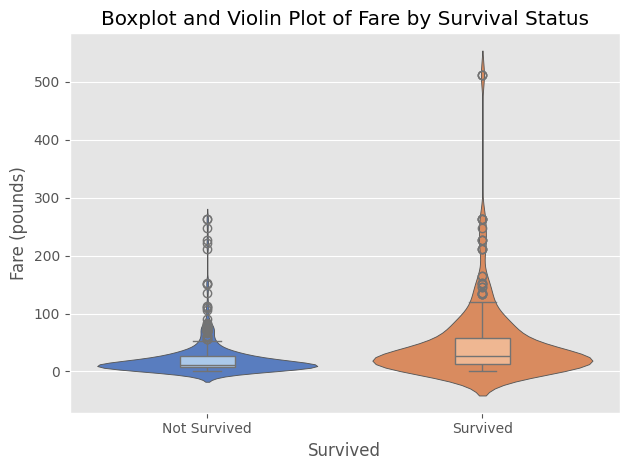 Boxplot and Violin Plot of Fare by Survival Status
500
400
300
200
100
0
Fare (pounds)
Not Survived
Survived
Survived